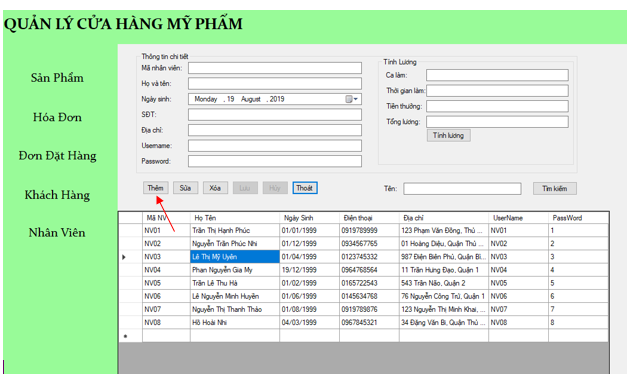 QUẢN LÝ CỬA HÀNG MỸ PHẨM
Sản Phẩm
Hóa Đơn
Đơn Đặt Hàng
Khách Hàng
Nhân Viên
Thông tin chi tiết
Mã nhân viên:
Họ và tên:
Ngày sinh: Monday , 19 August , 2019
SĐT:
Địa chỉ:
Username:
Password:
Tính Lương
Ca làm:
Thời gian làm:
Tiền thưởng:
Tổng lương:
Tính lương
Thêm Sửa Xóa Lưu Hủy Thoát Tên: Tìm kiếm
Mã NV Họ Tên Ngày Sinh Điện thoại Địa chỉ UserName PassWord
NV01 Trần Thị Hạnh Phúc 01/01/1999 0919789999 123 Phạm Văn Đồng, Thủ ... NV01 1
NV02 Nguyễn Trần Phúc Nhi 01/12/1999 0934567765 01 Hoàng Diệu, Quận Thủ ... NV02 2
NV03 Lê Thị Mỹ Uyên 01/04/1999 0123745332 987 Điện Biên Phủ, Quận Bì... NV03 3
NV04 Phan Nguyễn Gia My 19/12/1999 0964768564 11 Trần Hưng Đạo, Quận 1 NV04 4
NV05 Trần Lê Thu Hà 01/02/1999 0165722543 543 Trần Não, Quận 2 NV05 5
NV06 Lê Nguyễn Minh Huyền 01/06/1999 0145634768 76 Nguyễn Công Trứ, Quận 1 NV06 6
NV07 Nguyễn Thị Thanh Thảo 01/08/1999 0919789876 123 Nguyễn Thị Minh Khai, ... NV07 7
NV08 Hồ Hoài Nhi 04/03/1999 0967845321 34 Đặng Văn Bi, Quận Thủ ... NV08 8